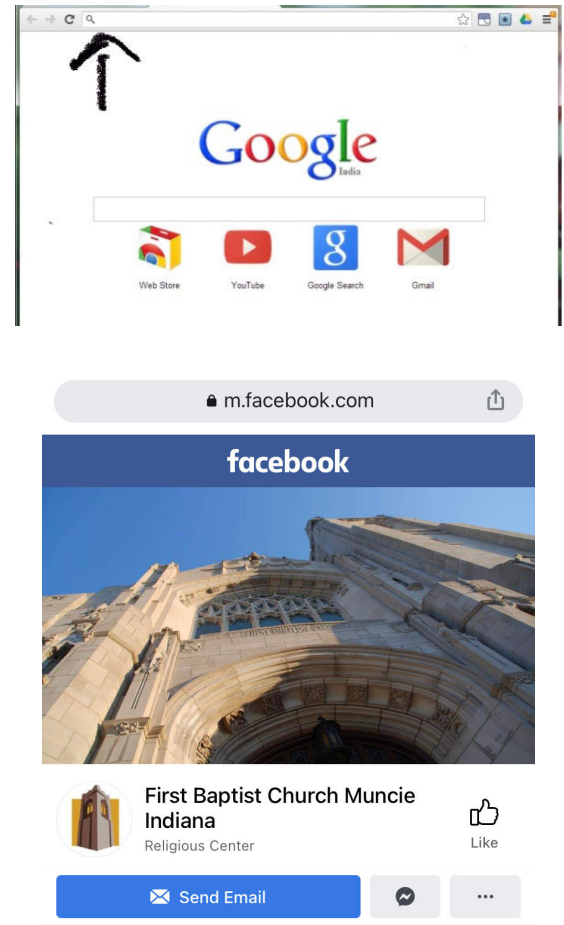 Google
India
Web Store YouTube Google Search Gmail
m.facebook.com
facebook
First Baptist Church Muncie
Indiana
Religious Center
Like
Send Email